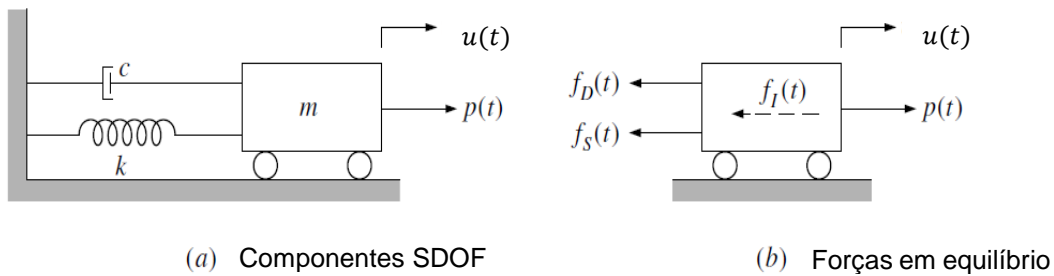 u(t)
c
m
p(t)
k
(a) Componentes SDOF
u(t)
f_D(t)
f_I(t)
p(t)
f_S(t)
(b) Forças em equilíbrio